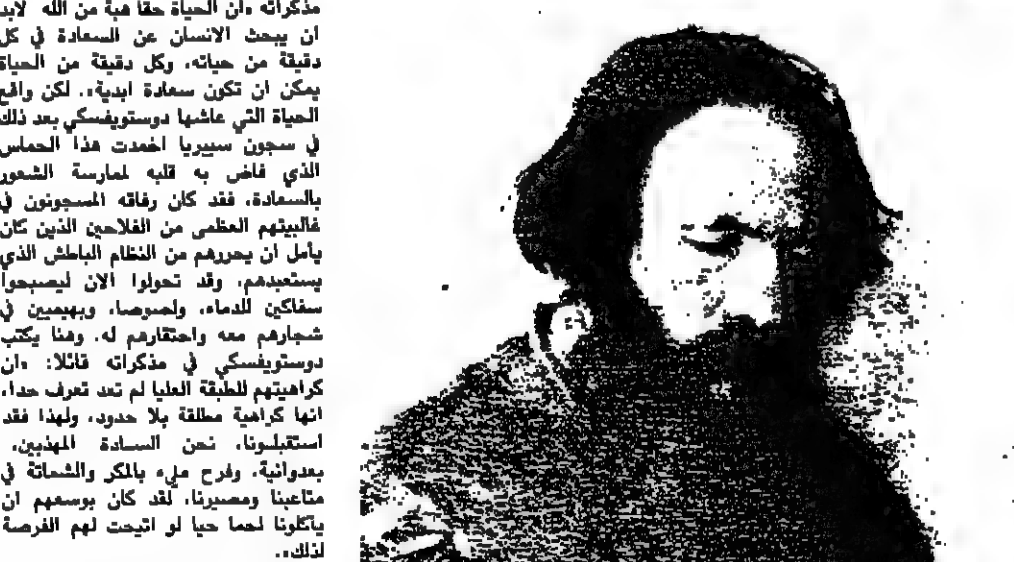 مذكراته «ان الحياة حقا هبة من الله لابد
ان يبحث الانسان عن السعادة في كل
دقيقة من حياته، وكل دقيقة من الحياة
يمكن ان تكون سعادة ابدية». لكن واقع
الحياة التي عاشها دوستويفسكي بعد ذلك
في سجون سيبريا اخمدت هذا الحماس
الذي فاض به قلبه لممارسة الشعور
بالسعادة، فقد كان رفاقه المسجونون في
غالبيتهم العظمى من الفلاحين الذين كان
يأمل ان يحررهم من النظام الباطش الذي
يستعبدهم، وقد تحولوا الان ليصبحوا
سفاكين للدماء، ولصوصا، وبهيميين في
شجارهم معه واحتقارهم له. وهنا يكتب
دوستويفسكي في مذكراته قائلا: «ان
كراهيتهم للطبقة العليا لم تعد تعرف حدا،
انها كراهية مطلقة بلا حدود، ولهذا فقد
استقبلونا، نحن السادة المهذبين،
بعدوانية، وفرح مليء بالمكر والشماتة في
متاعبنا ومصيرنا، لقد كان بوسعهم ان
يأكلونا لحما حيا لو اتيحت لهم الفرصة
لذلك».